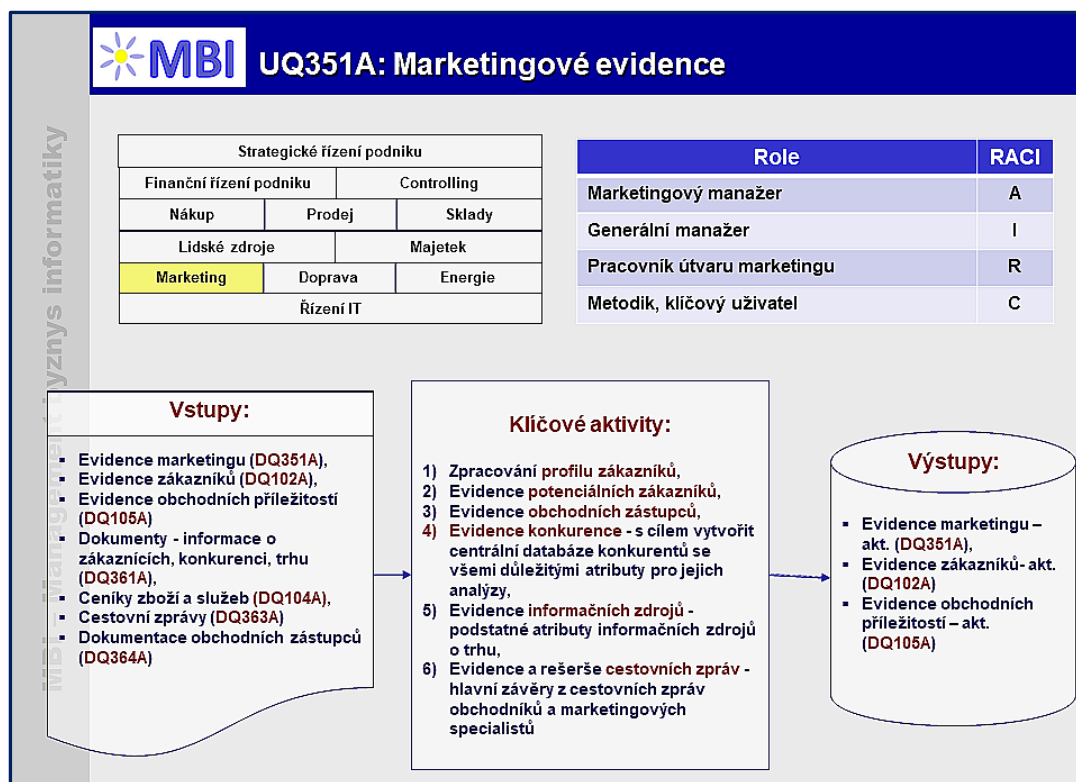 MBI UQ351A: Marketingové evidence
MBI – Management byznys informatiky
Strategické řízení podniku
Finanční řízení podniku Controlling
Nákup Prodej Sklady
Lidské zdroje Majetek
Marketing Doprava Energie
Řízení IT
Role RACI
Marketingový manažer A
Generální manažer I
Pracovník útvaru marketingu R
Metodik, klíčový uživatel C
Vstupy:
▪ Evidence marketingu (DQ351A),
▪ Evidence zákazníků (DQ102A),
▪ Evidence obchodních příležitostí
(DQ105A)
▪ Dokumenty - informace o
zákaznících, konkurenci, trhu
(DQ361A),
▪ Ceníky zboží a služeb (DQ104A),
▪ Cestovní zprávy (DQ363A)
▪ Dokumentace obchodních zástupců
(DQ364A)
Klíčové aktivity:
1) Zpracování profilu zákazníků,
2) Evidence potenciálních zákazníků,
3) Evidence obchodních zástupců,
4) Evidence konkurence - s cílem vytvořit
centrální databáze konkurentů se
všemi důležitými atributy pro jejich
analýzy,
5) Evidence informačních zdrojů -
podstatné atributy informačních zdrojů
o trhu,
6) Evidence a rešerše cestovních zpráv -
hlavní závěry z cestovních zpráv
obchodníků a marketingových
specialistů
Výstupy:
▪ Evidence marketingu –
akt. (DQ351A),
▪ Evidence zákazníků- akt.
(DQ102A)
▪ Evidence obchodních
příležitostí – akt.
(DQ105A)